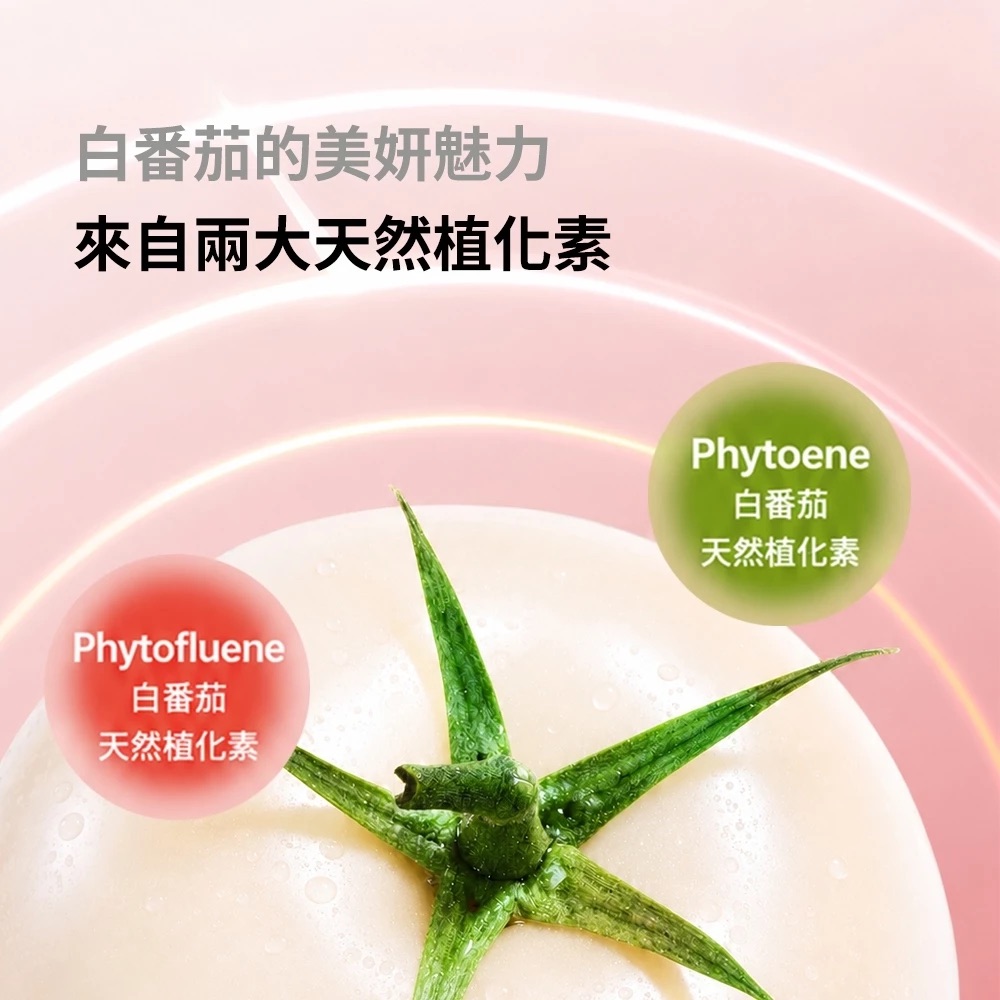 白番茄的美妍魅力
來自兩大天然植化素
Phytoene
白番茄
天然植化素
Phytofluene
白番茄
天然植化素